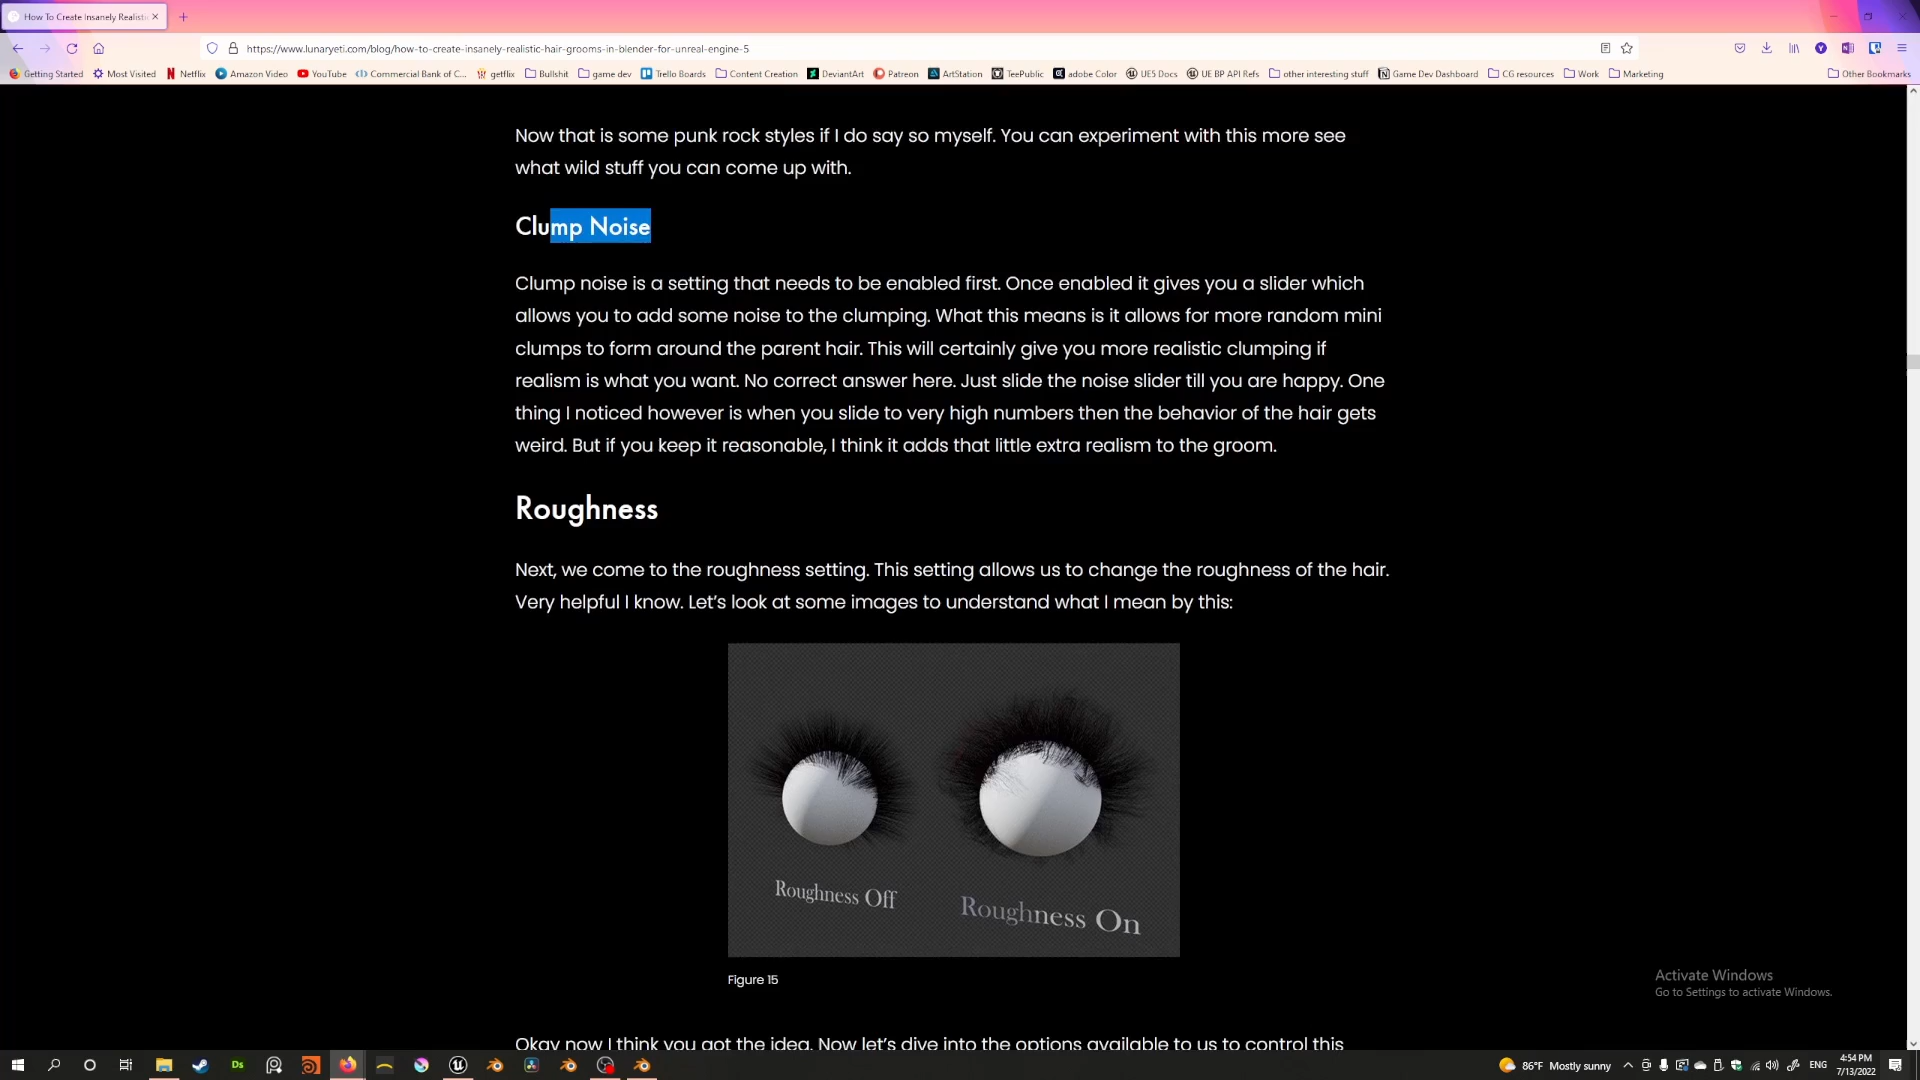 How To Create Insanely Realistic
https://www.lunaryeti.com/blog/how-to-create-insanely-realistic-hair-grooms-in-blender-for-unreal-engine-5
Getting Started Most Visited Netflix Amazon Video YouTube Commercial Bank of C... getflix Bullshit game dev Trello Boards Content Creation DeviantArt Patreon ArtStation TeePublic adobe Color UE5 Docs UE BP API Refs other interesting stuff Game Dev Dashboard CG resources Work Marketing Other Bookmarks
Now that is some punk rock styles if I do say so myself. You can experiment with this more see
what wild stuff you can come up with.
Clump Noise
Clump noise is a setting that needs to be enabled first. Once enabled it gives you a slider which
allows you to add some noise to the clumping. What this means is it allows for more random mini
clumps to form around the parent hair. This will certainly give you more realistic clumping if
realism is what you want. No correct answer here. Just slide the noise slider till you are happy. One
thing I noticed however is when you slide to very high numbers then the behavior of the hair gets
weird. But if you keep it reasonable, I think it adds that little extra realism to the groom.
Roughness
Next, we come to the roughness setting. This setting allows us to change the roughness of the hair.
Very helpful I know. Let's look at some images to understand what I mean by this:
Roughness Off
Roughness On
Figure 15
Activate Windows
Go to Settings to activate Windows.
Okay now I think you got the idea. Now let's dive into the options available to us to control this
Ds
86°F Mostly sunny
ENG
4:54 PM
7/13/2022